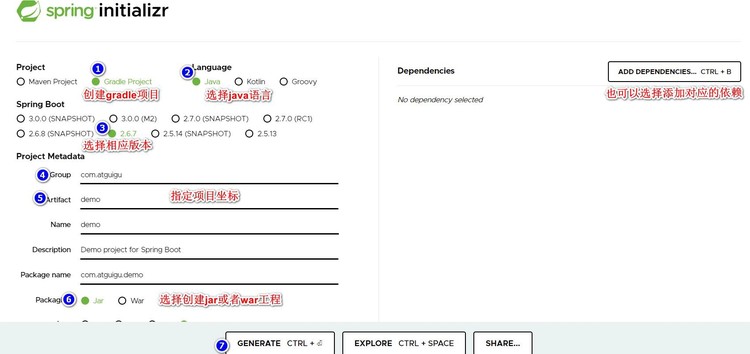 spring initializr
Project
Language
1
2
Maven Project
Gradle Project
Java
Kotlin
Groovy
创建gradle项目
选择java语言
Spring Boot
3.0.0 (SNAPSHOT)
3.0.0 (M2)
2.7.0 (SNAPSHOT)
2.7.0 (RC1)
3
2.6.8 (SNAPSHOT)
2.6.7
2.5.14 (SNAPSHOT)
2.5.13
选择相应版本
Project Metadata
4
Group
com.atguigu
5
Artifact
demo
指定项目坐标
Name
demo
Description
Demo project for Spring Boot
Package name
com.atguigu.demo
Packagi
6
Jar
War
选择创建jar或者war工程
Dependencies
ADD DEPENDENCIES... CTRL + B
也可以选择添加对应的依赖
No dependency selected
7
GENERATE CTRL +
EXPLORE CTRL + SPACE
SHARE...